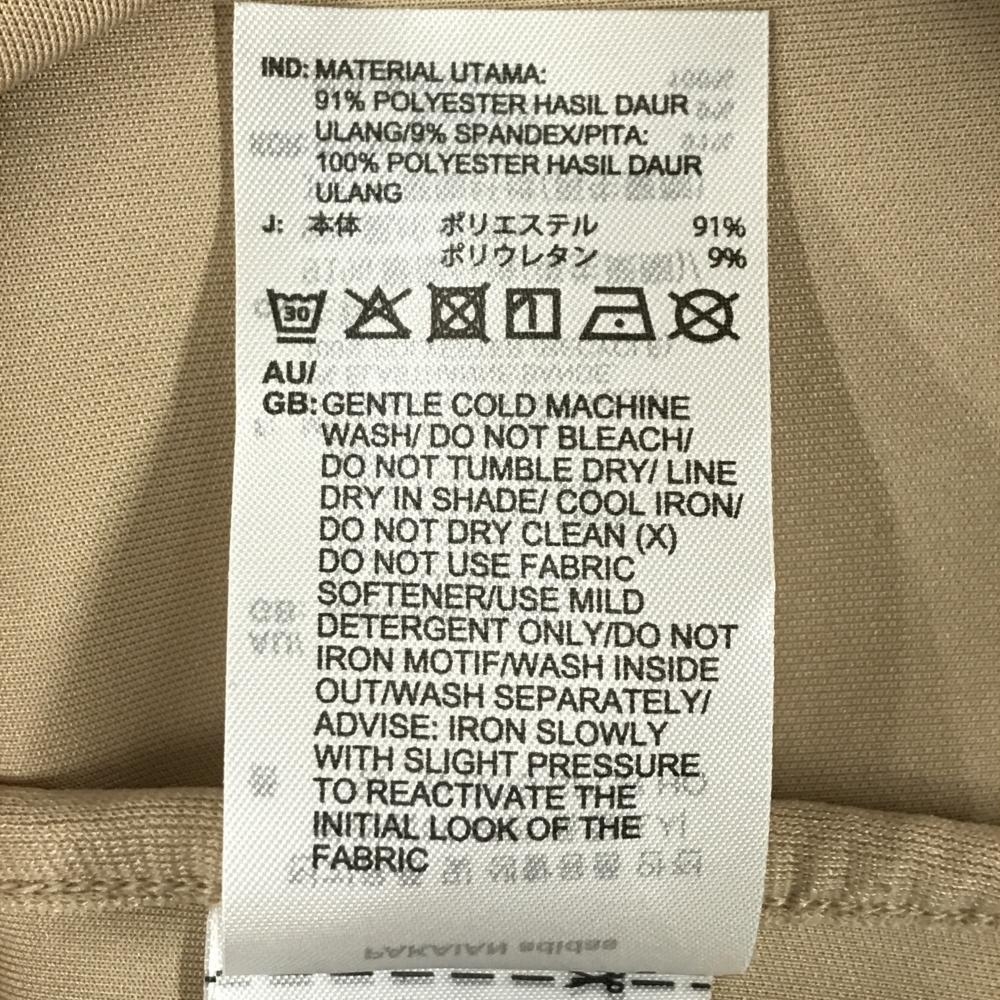 IND: MATERIAL UTAMA:
91% POLYESTER HASIL DAUR
ULANG/9% SPANDEX/PITA:
100% POLYESTER HASIL DAUR
ULANG
J: 本体 ポリエステル 91%
ポリウレタン 9%
30
AU/
GB: GENTLE COLD MACHINE
WASH/ DO NOT BLEACH/
DO NOT TUMBLE DRY/ LINE
DRY IN SHADE/ COOL IRON/
DO NOT DRY CLEAN (X)
DO NOT USE FABRIC
SOFTENER/USE MILD
DETERGENT ONLY/DO NOT
IRON MOTIF/WASH INSIDE
OUT/WASH SEPARATELY/
ADVISE: IRON SLOWLY
WITH SLIGHT PRESSURE
TO REACTIVATE THE
INITIAL LOOK OF THE
FABRIC